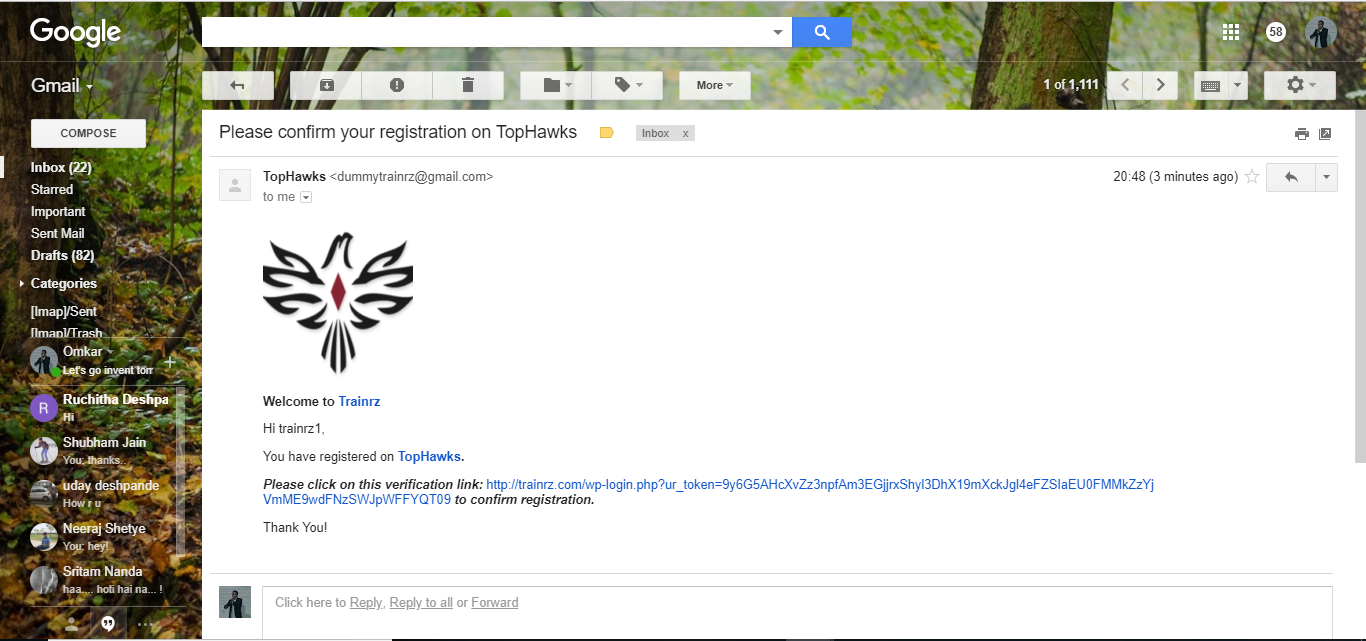 Google
58
Gmail
More
1 of 1,111
COMPOSE
Please confirm your registration on TopHawks
Inbox x
Inbox (22)
Starred
Important
Sent Mail
Drafts (82)
Categories
[Imap]/Sent
[Imap]/Trash
TopHawks <dummytrainrz@gmail.com>
20:48 (3 minutes ago)
to me
Welcome to Trainrz
Hi trainrz1,
You have registered on TopHawks.
Please click on this verification link: http://trainrz.com/wp-login.php?ur_token=9y6G5AHcXvZz3npfAm3EGjjrxShyI3DhX19mXckJgl4eFZSIaEU0FMMkZzYj
VmME9wdFNzSWJpWFFYQT09 to confirm registration.
Thank You!
Omkar
Let's go invent tom
R
Ruchitha Deshpa
Hi
Shubham Jain
You: thanks..
uday deshpande
How r u
Neeraj Shetye
You: hey!
Sritam Nanda
haa.... hoti hai na... !
Click here to Reply, Reply to all or Forward